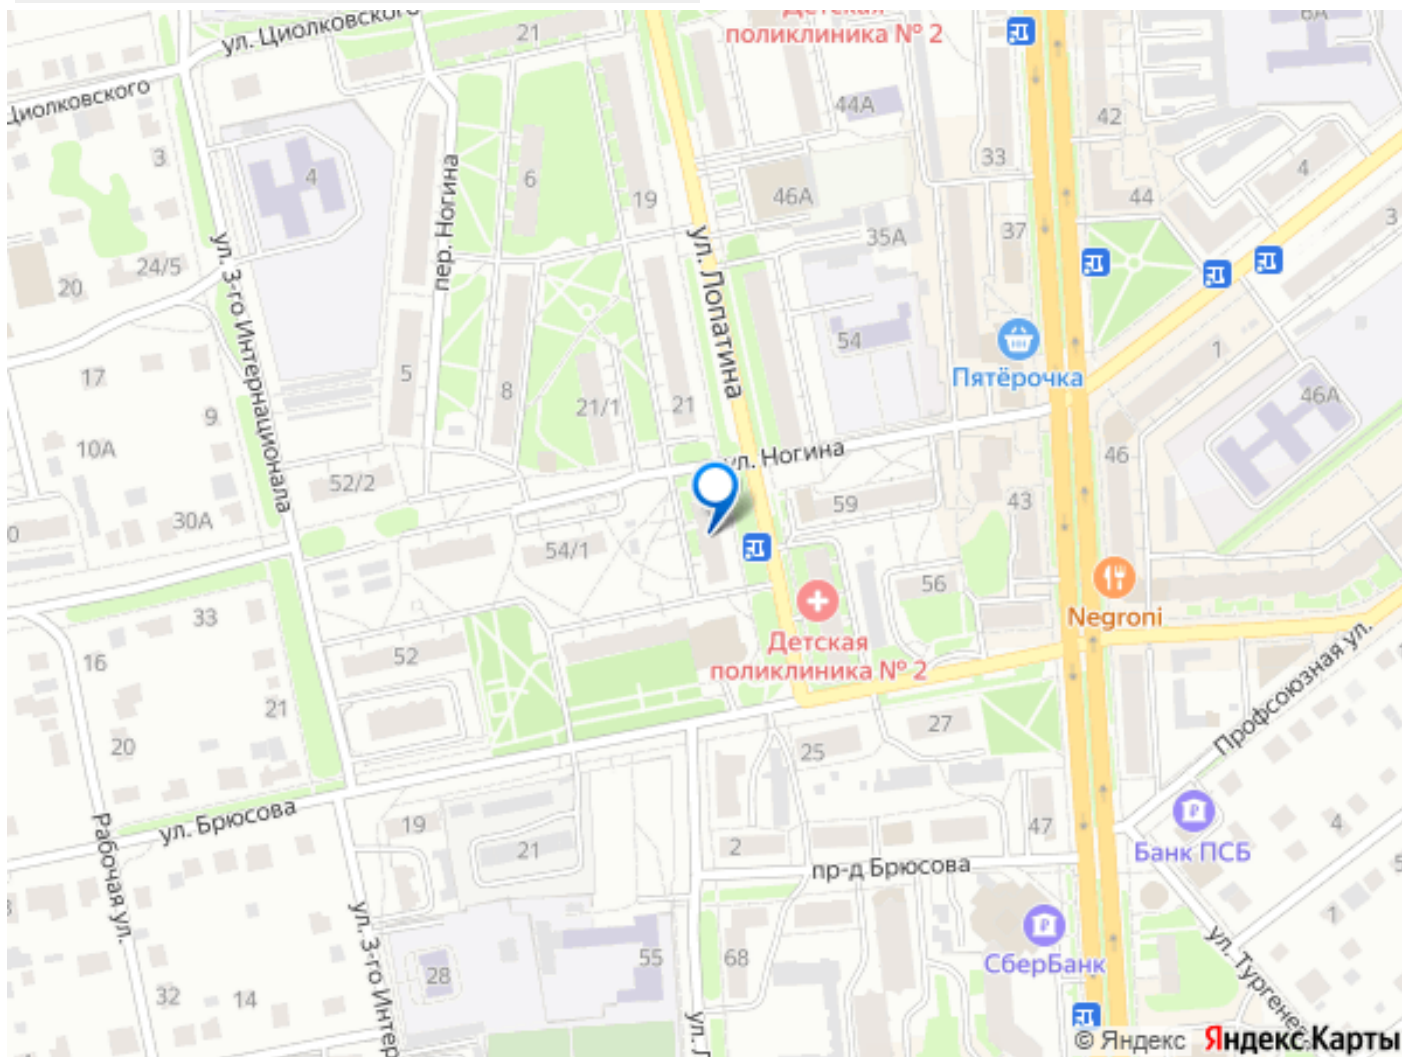 ул. Циолковского
21
Детская
поликлиника № 2
6А
Циолковского
44А
42
3
33
4
4
6
пер. Ногина
19
46А
44
3
ул. 3-го Интернационала
ул. Лопатина
35А
37
24/5
20
54
1
Пятёрочка
17
5
8
21/1
21
46А
9
10А
ул. Ногина
46
52/2
59
43
30А
54/1
56
Negroni
33
Детская
поликлиника № 2
16
52
Профсоюзная ул.
21
27
20
25
Рабочая ул.
ул. Брюсова
19
47
4
21
2
Банк ПСБ
пр-д Брюсова
ул. 3-го Интер
1
ул. Тургене
55
68
СберБанк
28
32
14
ул. Л
© Яндекс Яндекс Карты